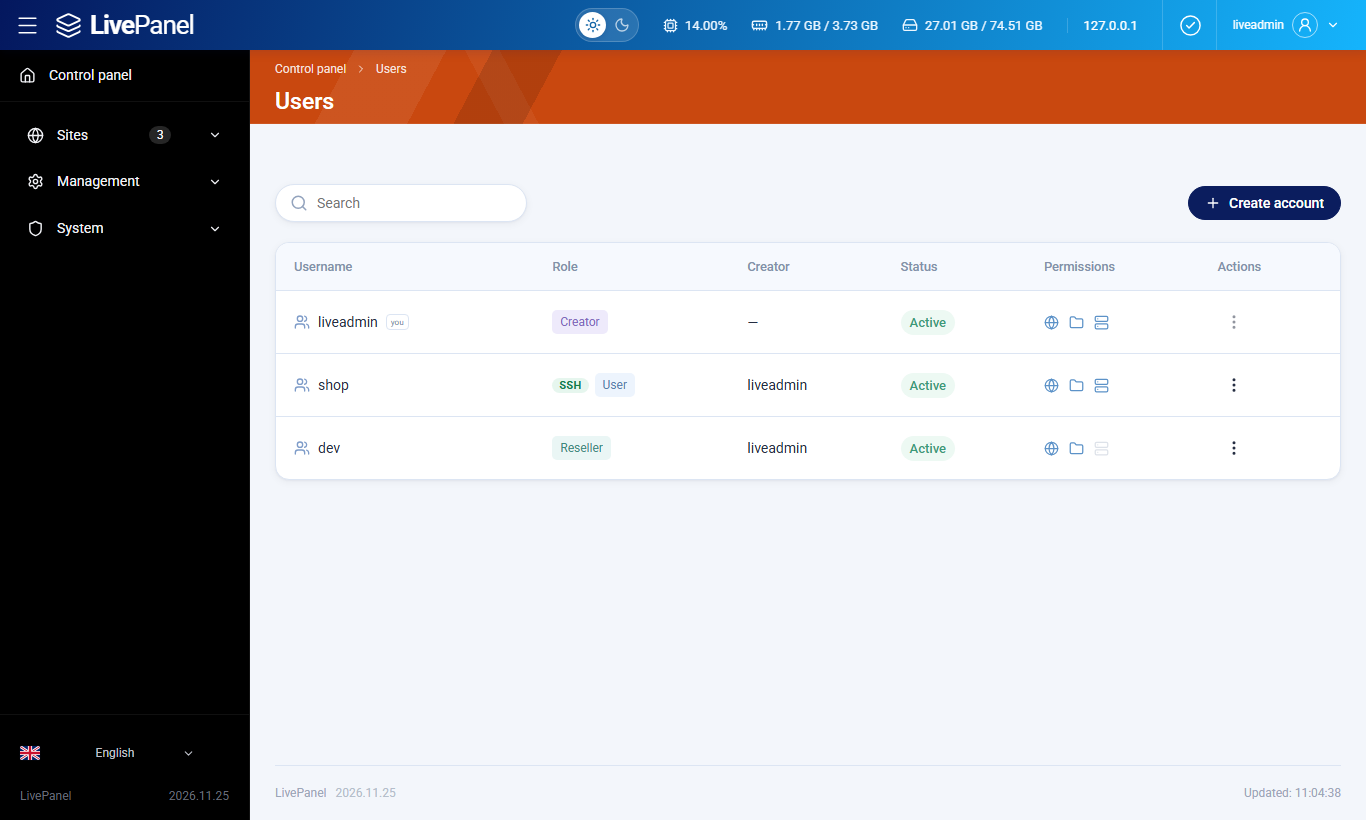 LivePanel
14.00%
1.77 GB / 3.73 GB
27.01 GB / 74.51 GB
127.0.0.1
liveadmin
Control panel
Sites 3
Management
System
English
LivePanel 2026.11.25
Control panel > Users
Users
Search
Create account
Username Role Creator Status Permissions Actions
liveadmin you Creator — Active
shop SSH User liveadmin Active
dev Reseller liveadmin Active
LivePanel 2026.11.25
Updated: 11:04:38